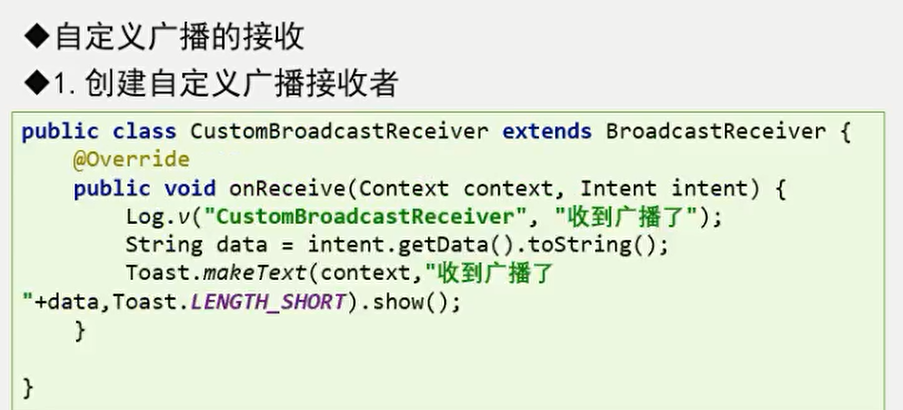 ◆自定义广播的接收
◆1.创建自定义广播接收者
public class CustomBroadcastReceiver extends BroadcastReceiver {
    @Override
    public void onReceive(Context context, Intent intent) {
        Log.v("CustomBroadcastReceiver", "收到广播了");
        String data = intent.getData().toString();
        Toast.makeText(context,"收到广播了
"+data,Toast.LENGTH_SHORT).show();
    }
}